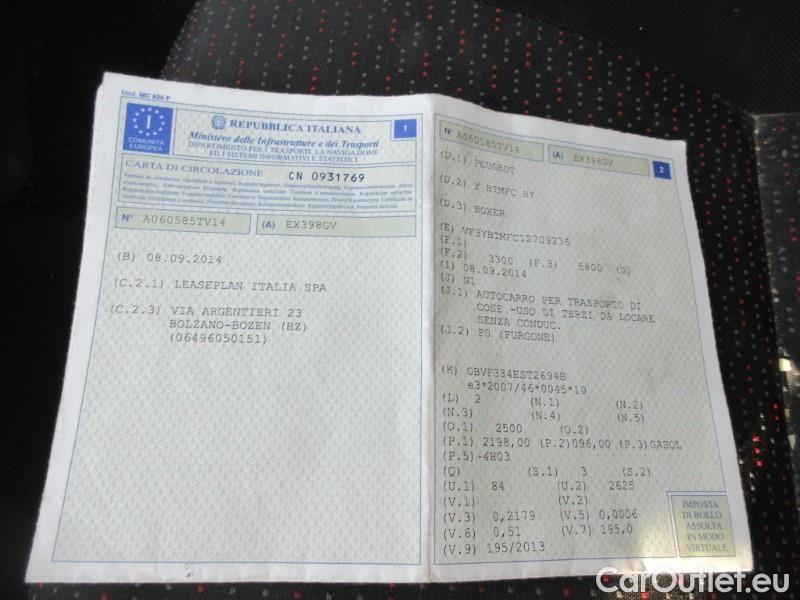 Mod. MC 820 F
I
COMUNITÀ
EUROPEA
REPUBBLICA ITALIANA
1
Ministero delle Infrastrutture e dei Trasporti
DIPARTIMENTO PER I TRASPORTI, LA NAVIGAZIONE
ED I SISTEMI INFORMATIVI E STATISTICI
CARTA DI CIRCOLAZIONE CN 0931769
N° A060585TV14 (A) EX398GV
(B) 08.09.2014
(C.2.1) LEASEPLAN ITALIA SPA
(C.2.3) VIA ARGENTIERI 23
BOLZANO-BOZEN (BZ)
(06496050151)
N° A060585TV14 (A) EX398GV
2
(D.1) PEUGEOT
(D.2) Y BTMFC HY
(D.3) BOXER
(E) VF3YBTMFC12709236
(F.1)
(F.2) 3300 (F.3) 5800 (G)
(I) 08.09.2014
(J) N1
(J.1) AUTOCARRO PER TRASPORTO DI
COSE -USO DI TERZI DA LOCARE
SENZA CONDUC.
(J.2) F0 (FURGONE)
(K) OBVF334EST2694B
e3*2007/46*0045*10
(L) 2 (N.1) (N.2)
(N.3) (N.4) (N.5)
(O.1) 2500 (O.2)
(P.1) 2198,00 (P.2)096,00 (P.3)GASOL
(P.5)-4H03
(Q) (S.1) 3 (S.2)
(U.1) 84 (U.2) 2625
(V.1) (V.2)
(V.3) 0,2179 (V.5) 0,0006
(V.6) 0,51 (V.7) 195,0
(V.9) 195/2013
IMPOSTA
DI BOLLO
ASSOLTA
IN MODO
VIRTUALE
CarOutlet.eu